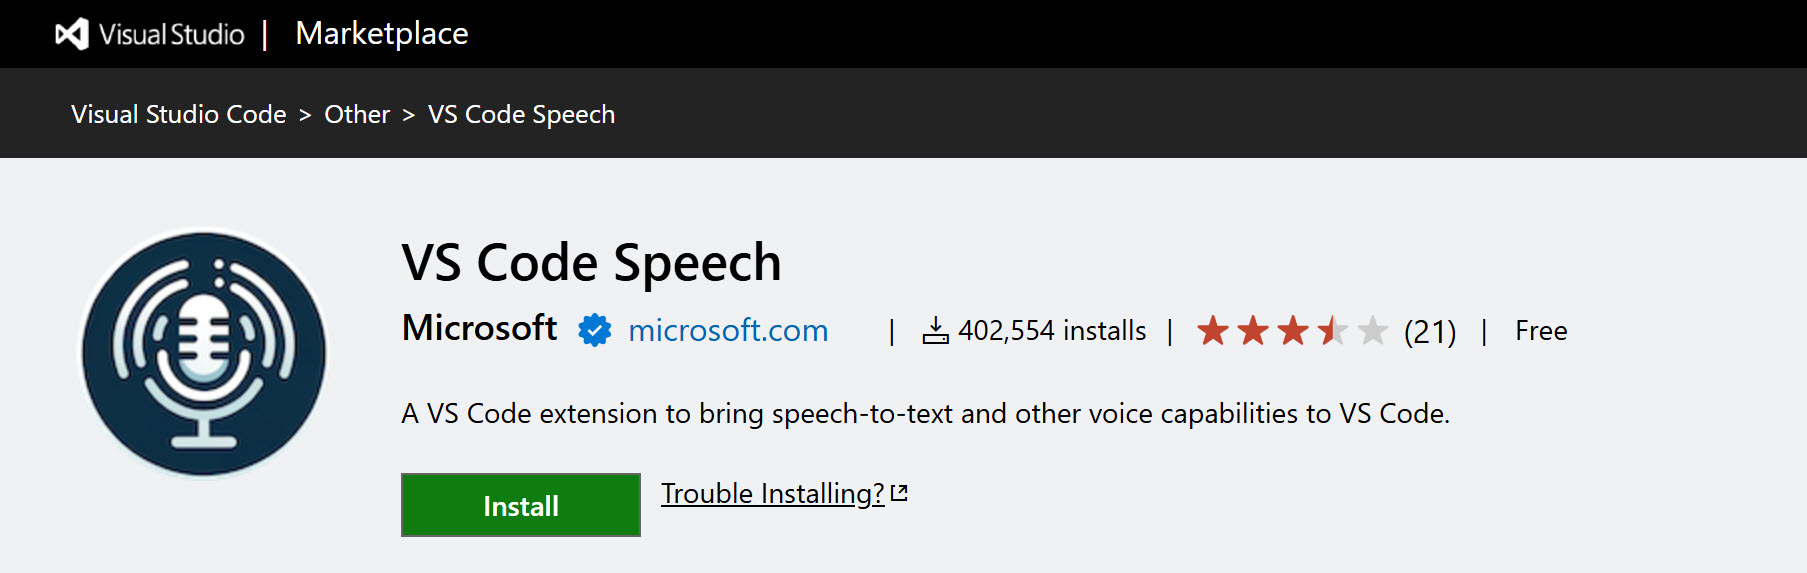 Visual Studio | Marketplace
Visual Studio Code > Other > VS Code Speech
VS Code Speech
Microsoft microsoft.com | 402,554 installs | (21) | Free
A VS Code extension to bring speech-to-text and other voice capabilities to VS Code.
Install Trouble Installing?